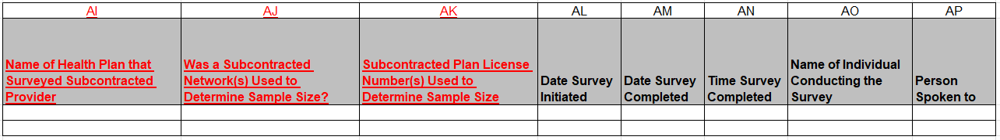 AI AJ AK AL AM AN AO AP
Name of Health Plan that
Surveyed Subcontracted
Provider
Was a Subcontracted
Network(s) Used to
Determine Sample Size?
Subcontracted Plan License
Number(s) Used to
Determine Sample Size
Date Survey
Initiated
Date Survey
Completed
Time Survey
Completed
Name of Individual
Conducting the
Survey
Person
Spoken to